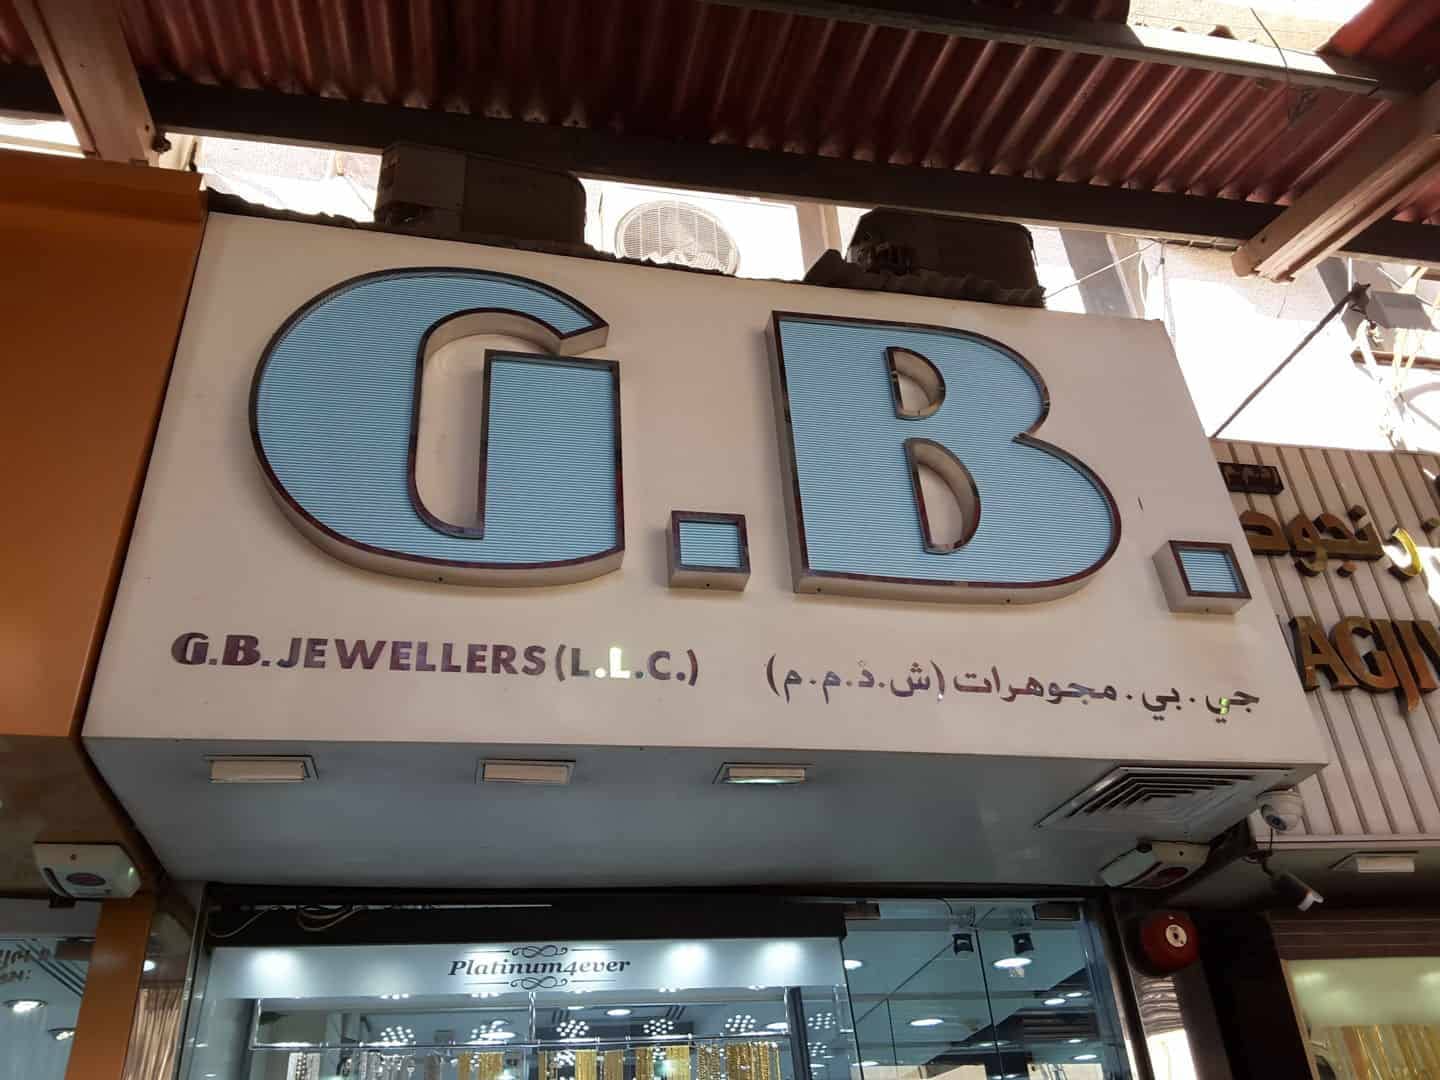 G.B.
G.B. JEWELLERS (L.L.C.)
جي . بي . مجوهرات (ش.ذ.م.م)
Platinum4ever